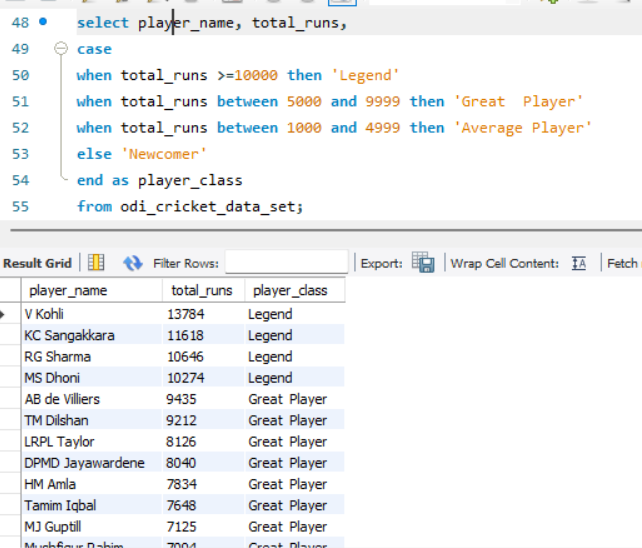 48 select player_name, total_runs,
49 case
50 when total_runs >=10000 then 'Legend'
51 when total_runs between 5000 and 9999 then 'Great  Player'
52 when total_runs between 1000 and 4999 then 'Average Player'
53 else 'Newcomer'
54 end as player_class
55 from odi_cricket_data_set;
Result Grid Filter Rows: Export: Wrap Cell Content: Fetch
player_name total_runs player_class
V Kohli 13784 Legend
KC Sangakkara 11618 Legend
RG Sharma 10646 Legend
MS Dhoni 10274 Legend
AB de Villiers 9435 Great Player
TM Dilshan 9212 Great Player
LRPL Taylor 8126 Great Player
DPMD Jayawardene 8040 Great Player
HM Amla 7834 Great Player
Tamim Iqbal 7648 Great Player
MJ Guptill 7125 Great Player
Mushfiqur Rahim Great Player